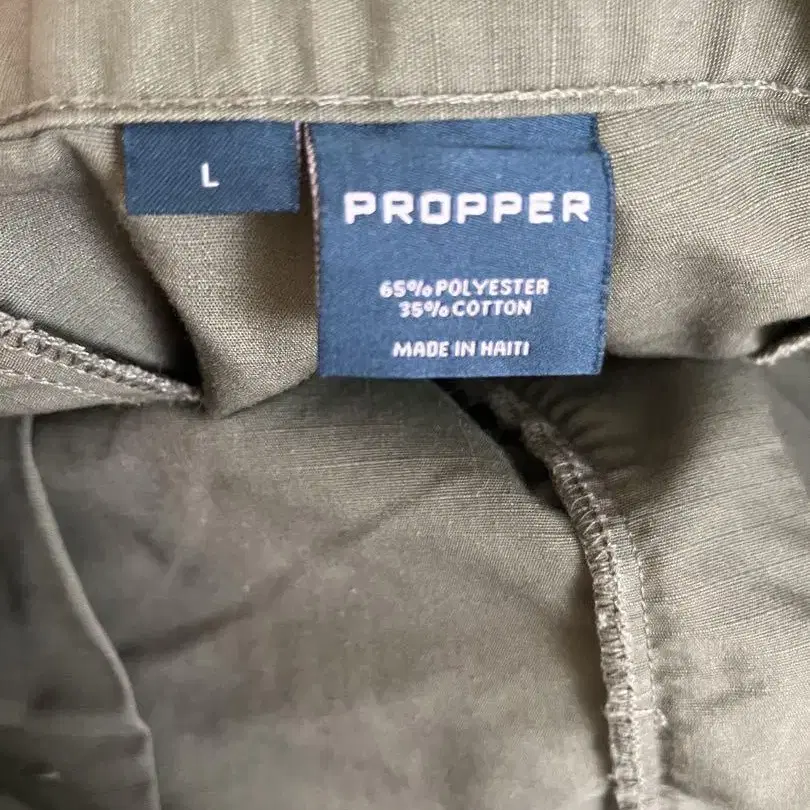 L
PROPPER
65% POLYESTER
35% COTTON
MADE IN HAITI